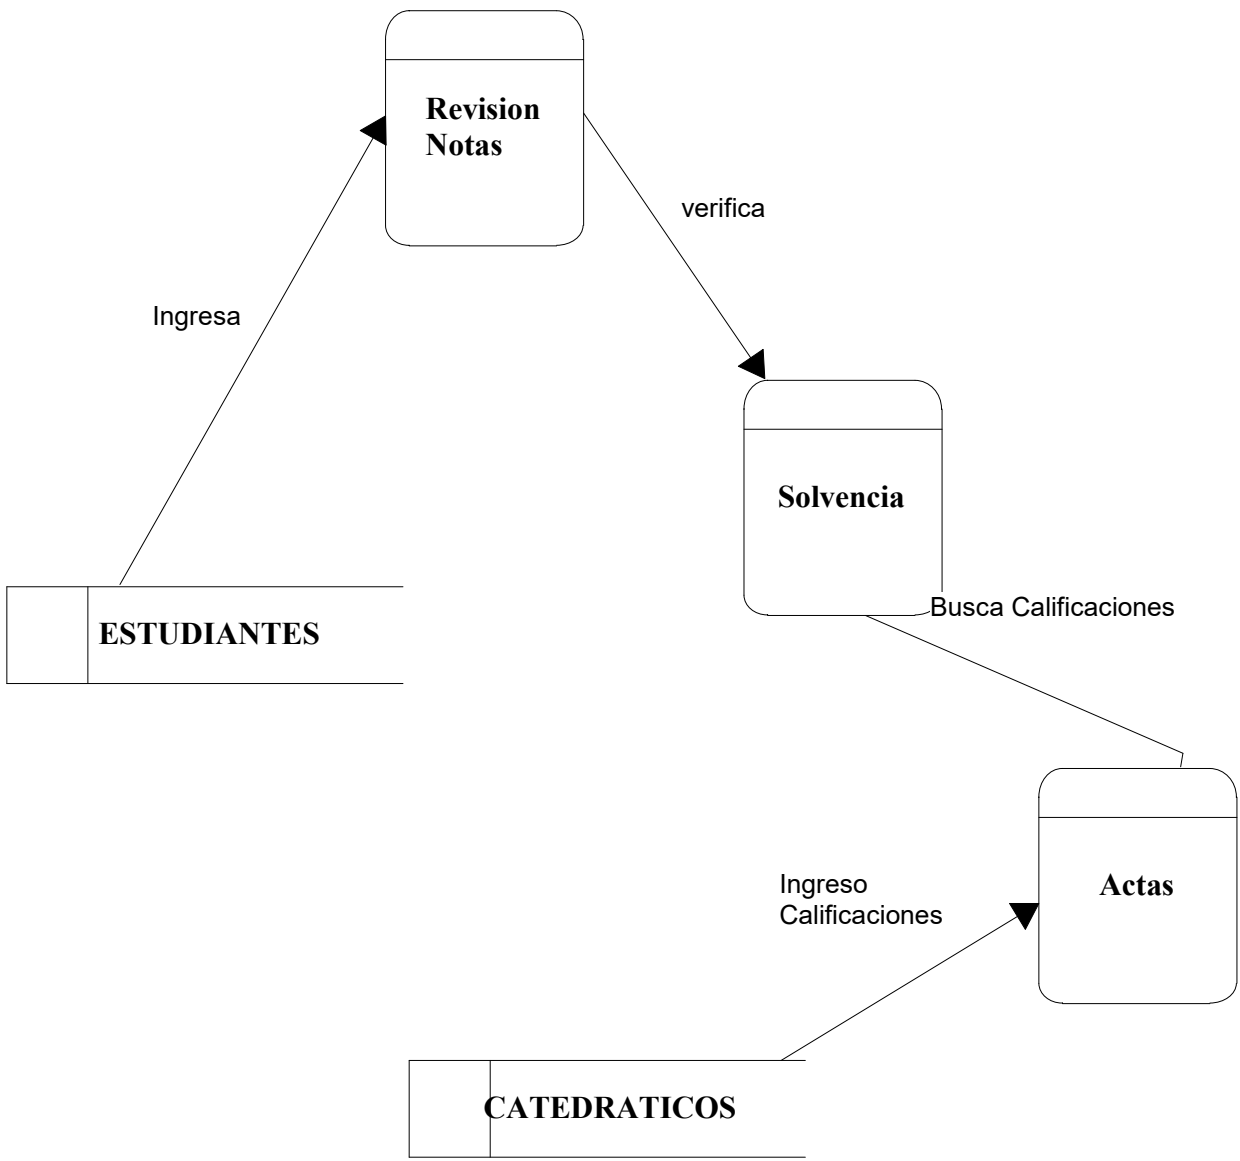 Revision
Notas
verifica
Ingresa
Solvencia
Busca Calificaciones
ESTUDIANTES
Ingreso
Calificaciones
Actas
CATEDRATICOS